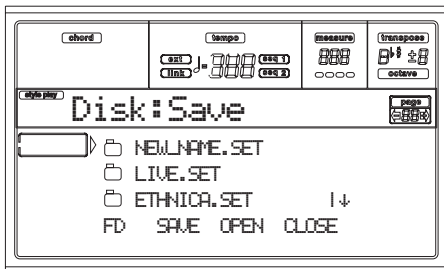 chord tempo measure transpose
ext seq 1
link seq 2
octave
style play Disk:Save page
NEW_NAME.SET
LIVE.SET
ETHNICA.SET
FD SAVE OPEN CLOSE